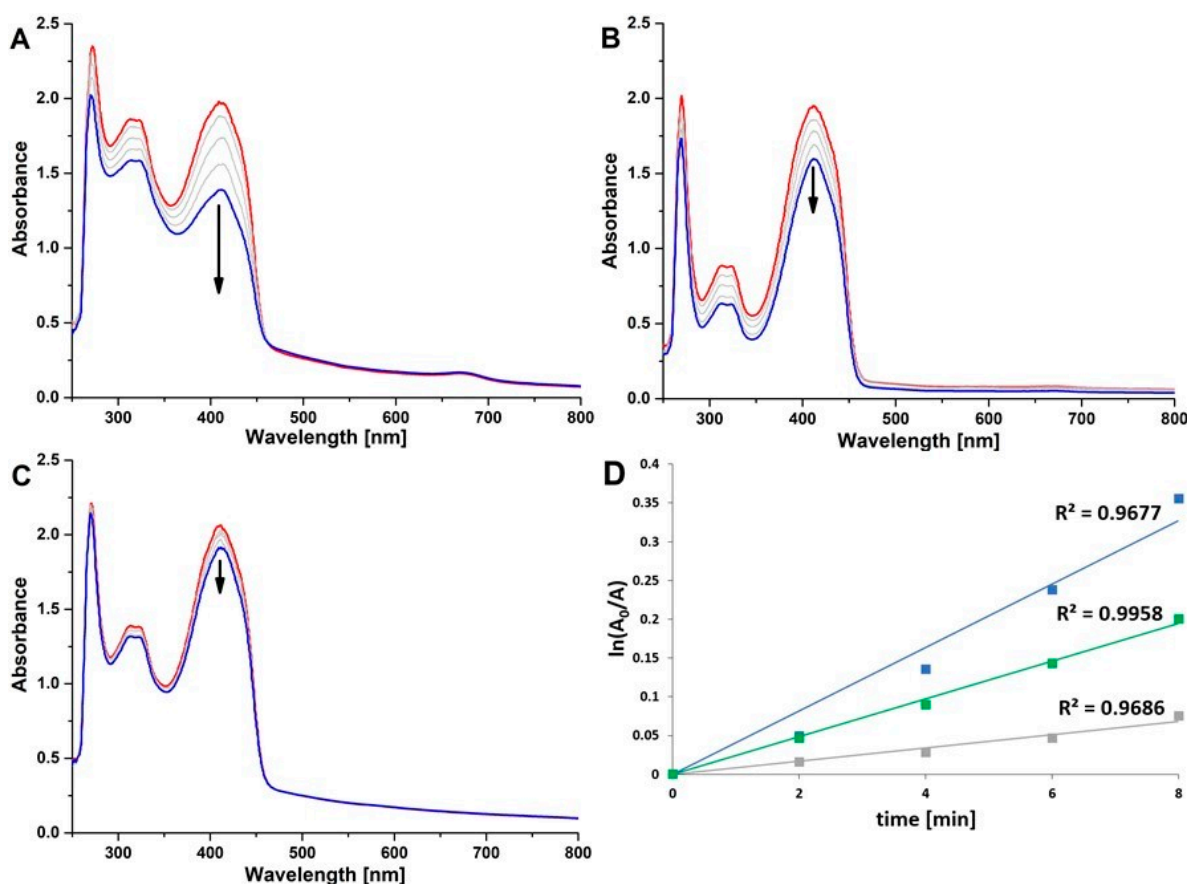 A
2.5
2.0
1.5
1.0
0.5
0.0
Absorbance
300 400 500 600 700 800
Wavelength [nm]
B
2.5
2.0
1.5
1.0
0.5
0.0
Absorbance
300 400 500 600 700 800
Wavelength [nm]
C
2.5
2.0
1.5
1.0
0.5
0.0
Absorbance
300 400 500 600 700 800
Wavelength [nm]
D
0.4
0.35
0.3
0.25
0.2
0.15
0.1
0.05
0
ln(A₀/A)
R² = 0.9677
R² = 0.9958
R² = 0.9686
0 2 4 6 8
time [min]